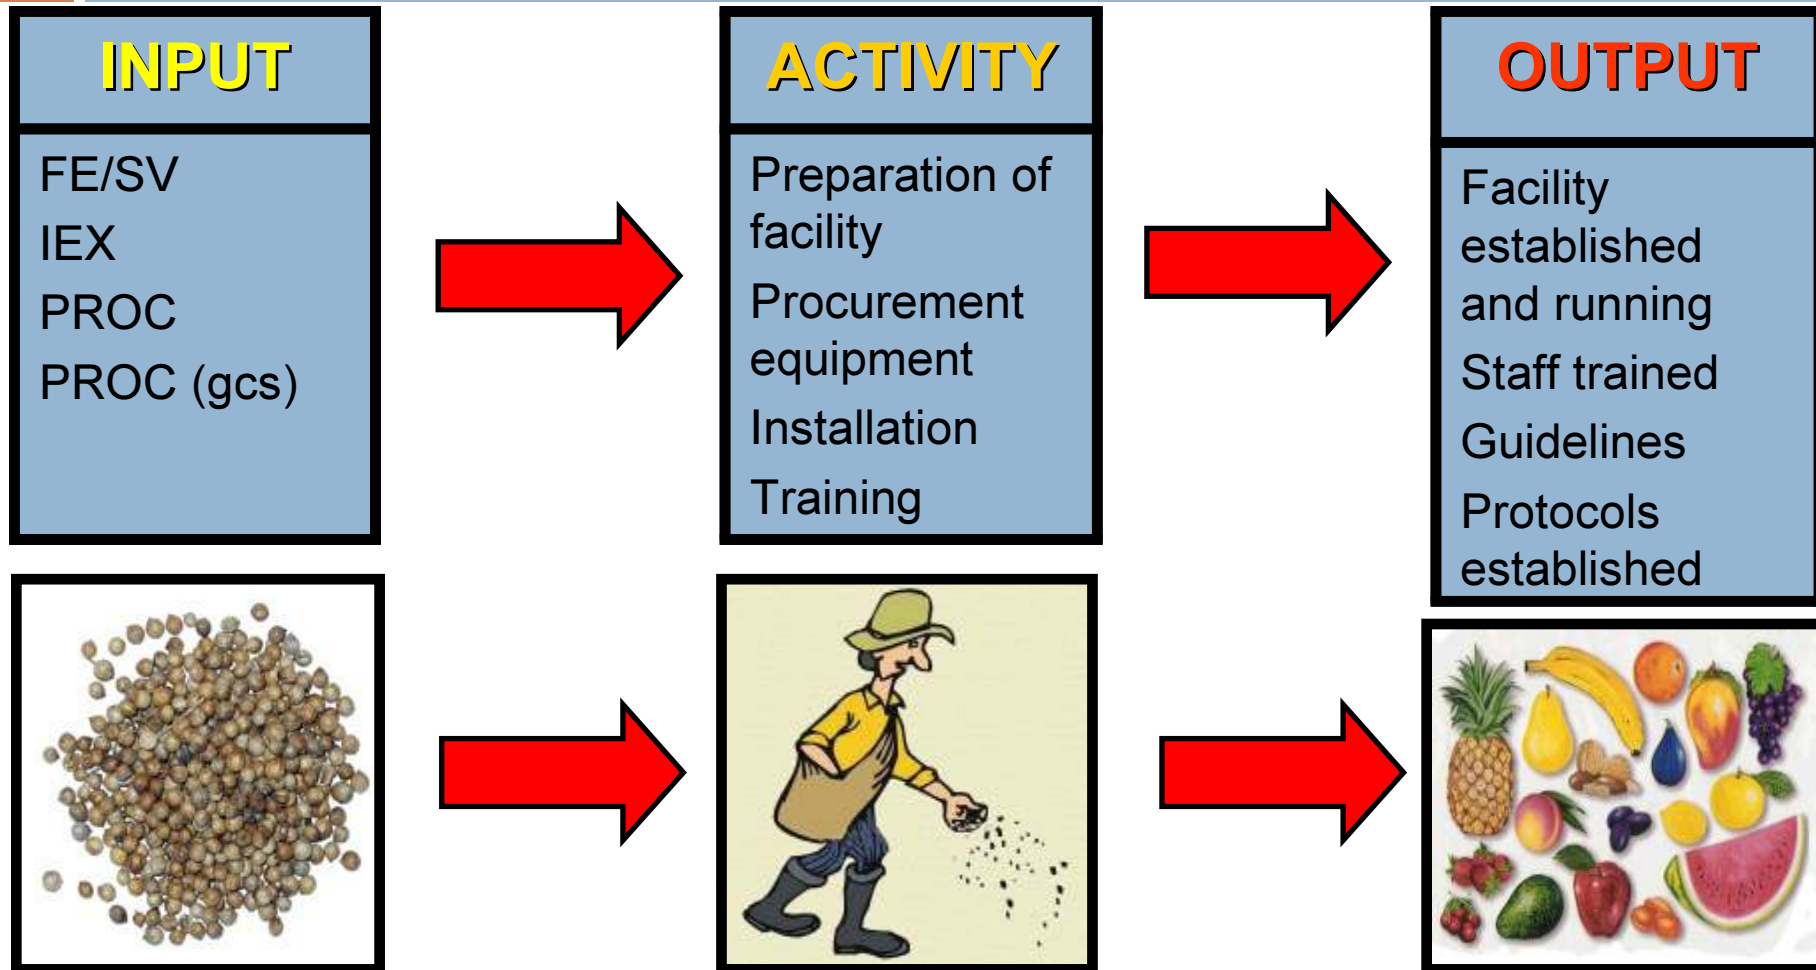 INPUT
FE/SV
IEX
PROC
PROC (gcs)
ACTIVITY
Preparation of
facility
Procurement
equipment
Installation
Training
OUTPUT
Facility
established
and running
Staff trained
Guidelines
Protocols
established